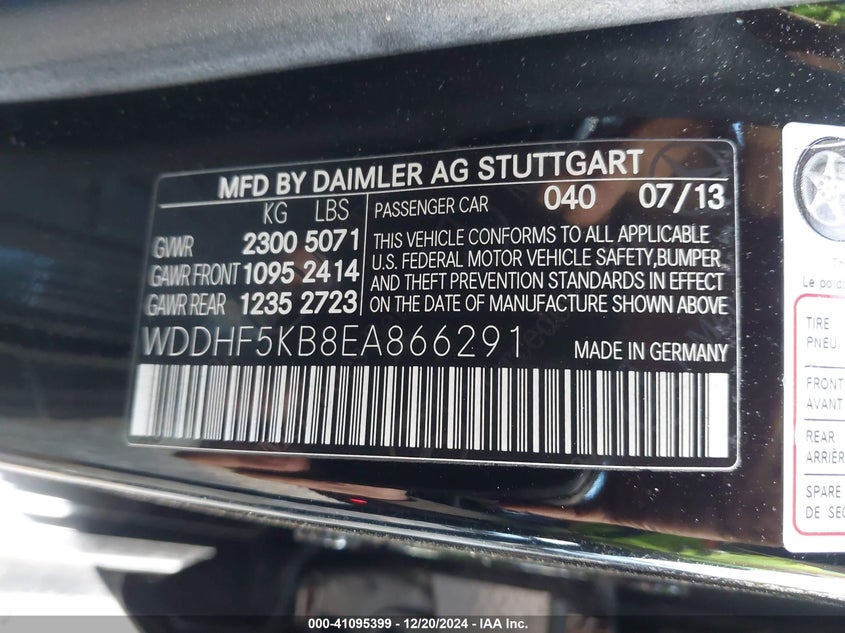 MFD BY DAIMLER AG STUTTGART
KG LBS
GVWR 2300 5071
GAWR FRONT 1095 2414
GAWR REAR 1235 2723
PASSENGER CAR 040 07/13
THIS VEHICLE CONFORMS TO ALL APPLICABLE
U.S. FEDERAL MOTOR VEHICLE SAFETY,BUMPER,
AND THEFT PREVENTION STANDARDS IN EFFECT
ON THE DATE OF MANUFACTURE SHOWN ABOVE
WDDHF5KB8EA866291
MADE IN GERMANY
Th
Le poids
TIRE
PNEU
FRONT
AVANT
REAR
ARRIÈR
SPARE
DE SEC
000-41095399 - 12/20/2024 - IAA Inc.